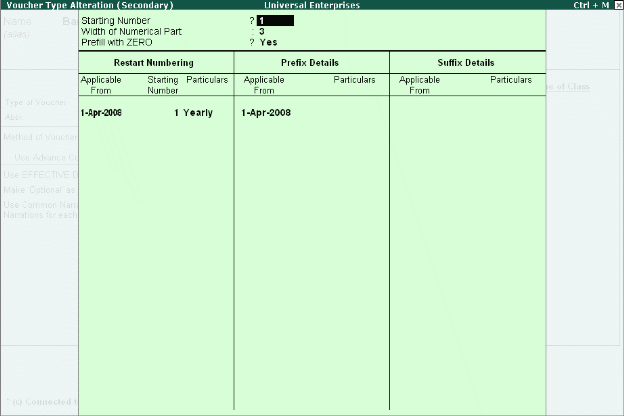 Voucher Type Alteration (Secondary) Universal Enterprises Ctrl + M
Starting Number ? 1
Width of Numerical Part : 3
Prefill with ZERO ? Yes
Restart Numbering Prefix Details Suffix Details
Applicable From Starting Number Particulars Applicable From Particulars Applicable From Particulars
1-Apr-2008 1 Yearly 1-Apr-2008
Name Ba
(alias)
of Class
Type of Voucher
Abbr.
Method of Voucher
Use Advance Co
Use EFFECTIVE D
Make 'Optional' as
Use Common Narr
Narrations for each
* (c) Connected t